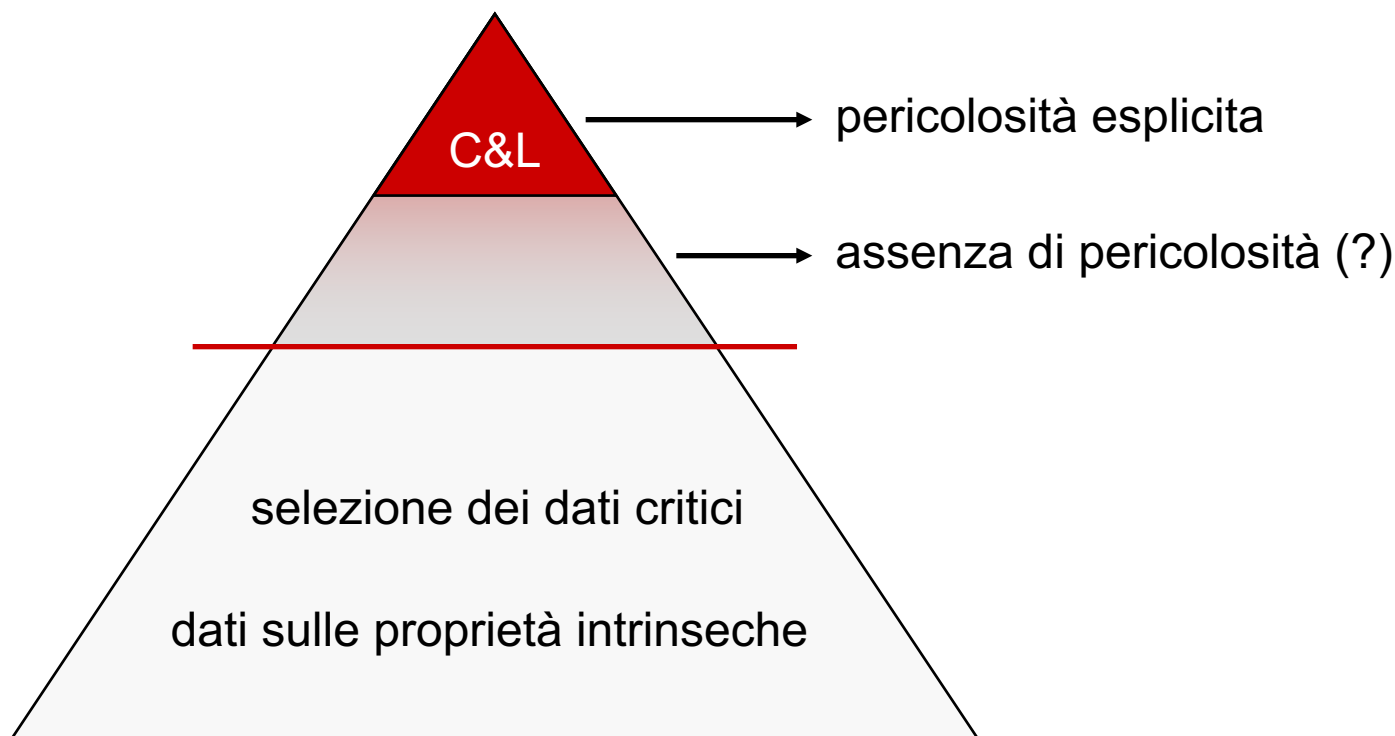 pericolosità esplicita
C&L
assenza di pericolosità (?)
selezione dei dati critici
dati sulle proprietà intrinseche